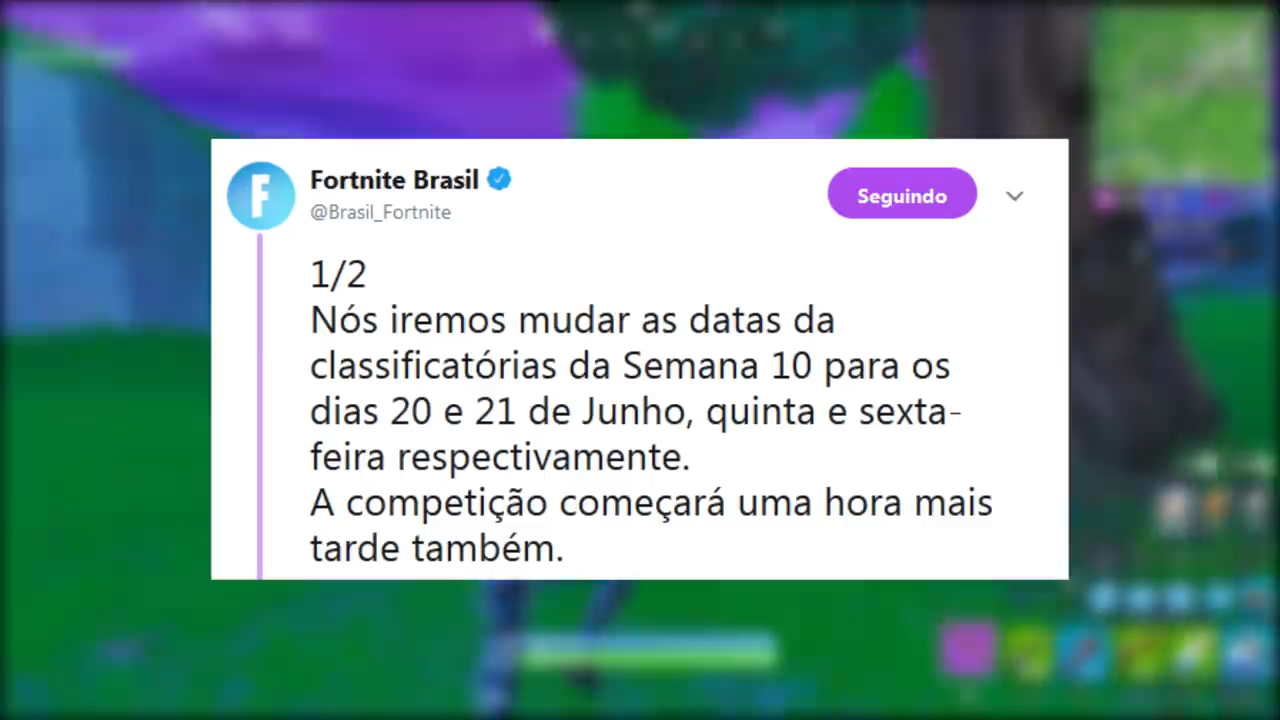 Fortnite Brasil
@Brasil_Fortnite
Seguindo
1/2
Nós iremos mudar as datas da
classificatórias da Semana 10 para os
dias 20 e 21 de Junho, quinta e sexta-
feira respectivamente.
A competição começará uma hora mais
tarde também.